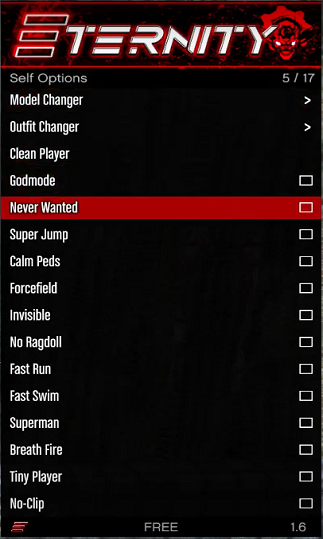 ETERNITY
Self Options 5 / 17
Model Changer >
Outfit Changer >
Clean Player
Godmode
Never Wanted
Super Jump
Calm Peds
Forcefield
Invisible
No Ragdoll
Fast Run
Fast Swim
Superman
Breath Fire
Tiny Player
No-Clip
E FREE 1.6